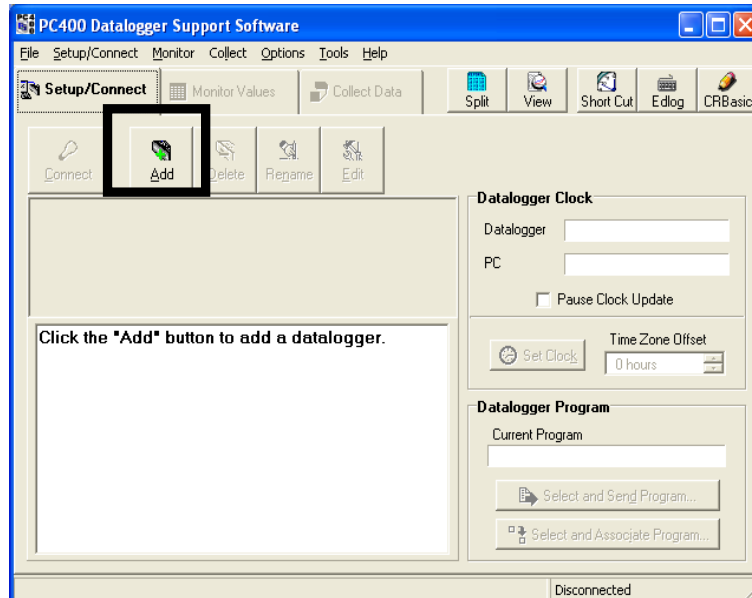 PC400 Datalogger Support Software
File Setup/Connect Monitor Collect Options Tools Help
Setup/Connect Monitor Values Collect Data Split View Short Cut Edlog CRBasic
Connect Add Delete Rename Edit
Datalogger Clock
Datalogger
PC
Pause Clock Update
Click the "Add" button to add a datalogger.
Time Zone Offset
Set Clock 0 hours
Datalogger Program
Current Program
Select and Send Program...
Select and Associate Program...
Disconnected